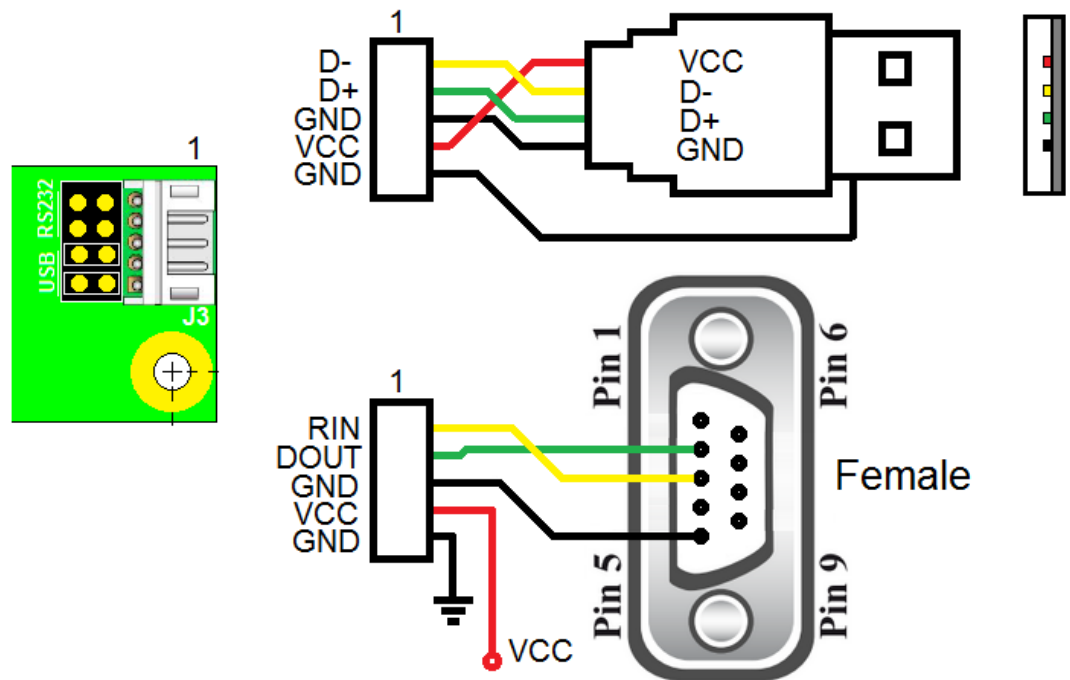 1
D-
D+
GND
VCC
GND
VCC
D-
D+
GND
1
RS232
USB
J3
1
RIN
DOUT
GND
VCC
GND
VCC
Pin 1
Pin 6
Pin 5
Pin 9
Female